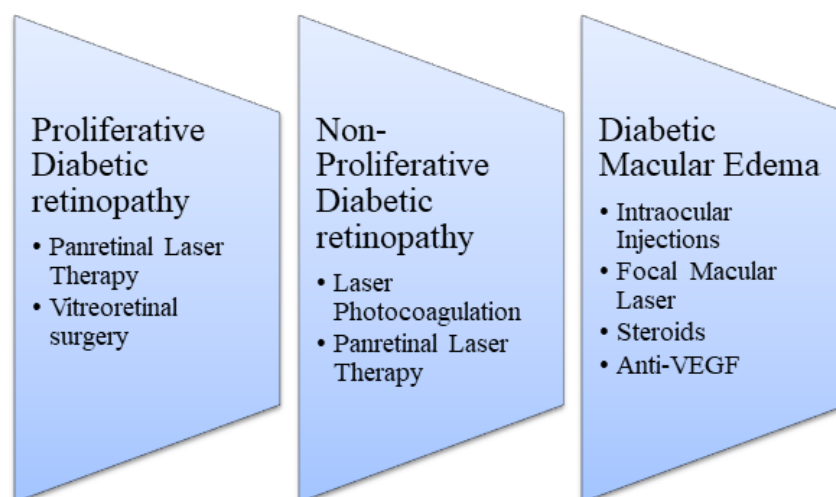 Proliferative
Diabetic
retinopathy
• Panretinal Laser
Therapy
• Vitreoretinal
surgery
Non-
Proliferative
Diabetic
retinopathy
• Laser
Photocoagulation
• Panretinal Laser
Therapy
Diabetic
Macular Edema
• Intraocular
Injections
• Focal Macular
Laser
• Steroids
• Anti-VEGF